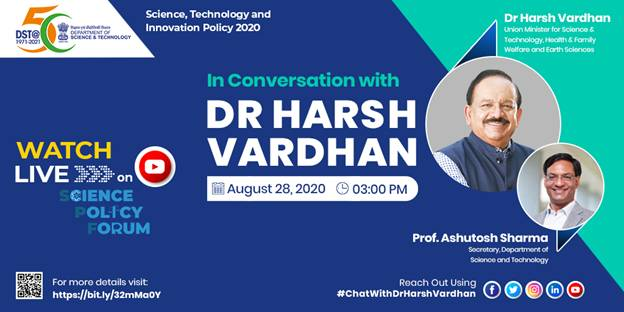 50
DST@
1971-2021
विज्ञान एवं प्रौद्योगिकी विभाग
DEPARTMENT OF
SCIENCE & TECHNOLOGY
Science, Technology and
Innovation Policy 2020
Dr Harsh Vardhan
Union Minister for Science &
Technology, Health & Family
Welfare and Earth Sciences
In Conversation with
DR HARSH
VARDHAN
August 28, 2020
03:00 PM
WATCH
LIVE
on
SCIENCE
POLICY
FORUM
Prof. Ashutosh Sharma
Secretary, Department of
Science and Technology
For more details visit:
https://bit.ly/32mMa0Y
Reach Out Using
#ChatWithDrHarshVardhan